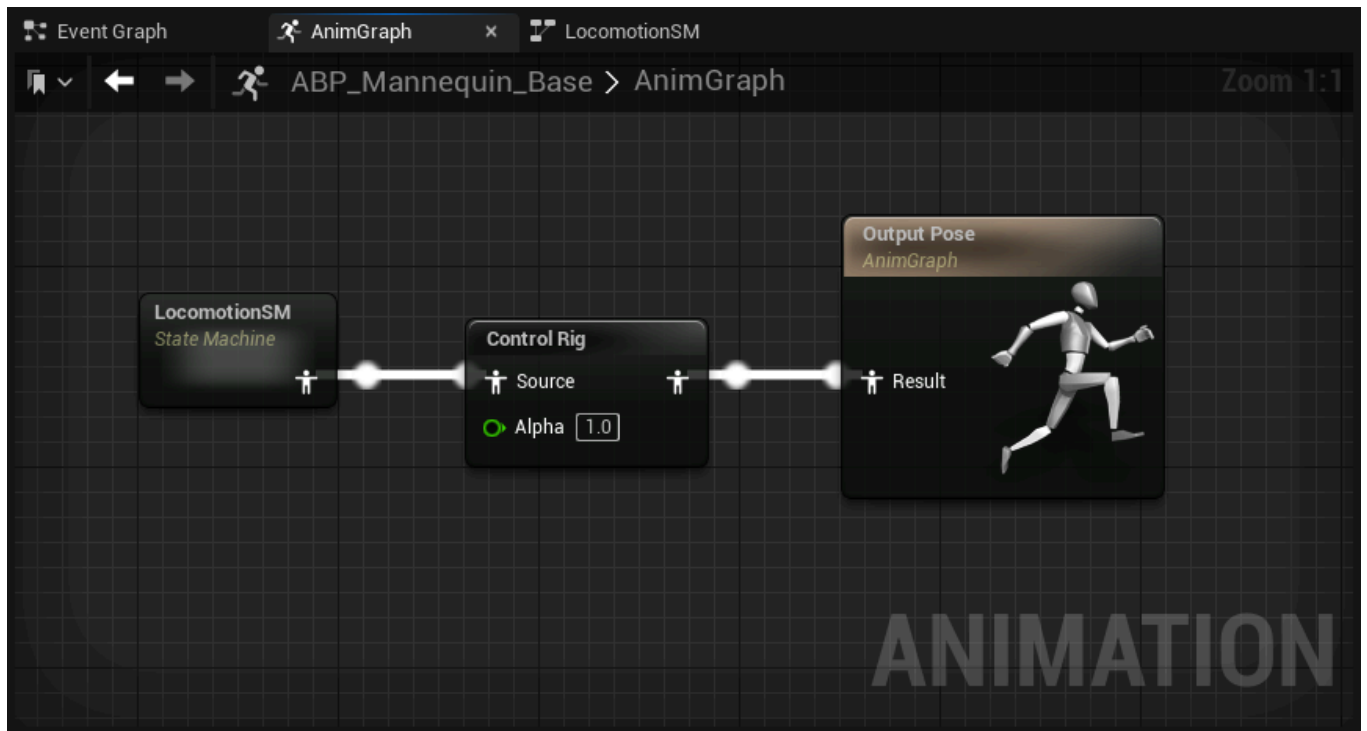 Event Graph
AnimGraph
LocomotionSM
ABP_Mannequin_Base > AnimGraph
Zoom 1:1
Output Pose
AnimGraph
LocomotionSM
State Machine
Control Rig
Source
Result
Alpha 1.0
ANIMATION